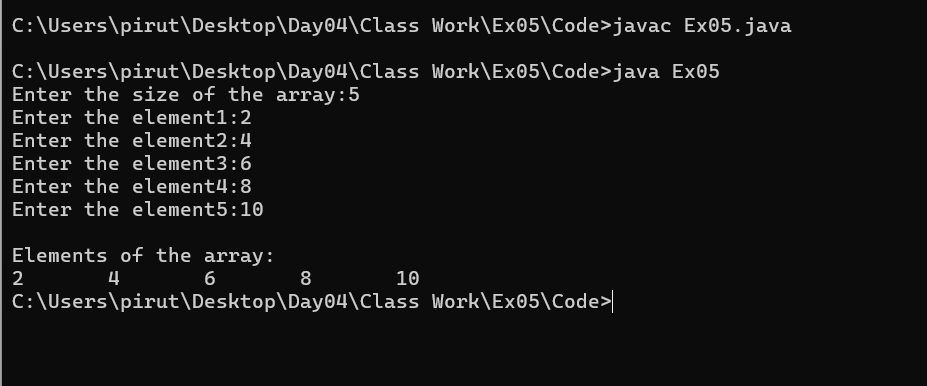 C:\Users\pirut\Desktop\Day04\Class Work\Ex05\Code>javac Ex05.java
C:\Users\pirut\Desktop\Day04\Class Work\Ex05\Code>java Ex05
Enter the size of the array:5
Enter the element1:2
Enter the element2:4
Enter the element3:6
Enter the element4:8
Enter the element5:10
Elements of the array:
2       4       6       8       10
C:\Users\pirut\Desktop\Day04\Class Work\Ex05\Code>